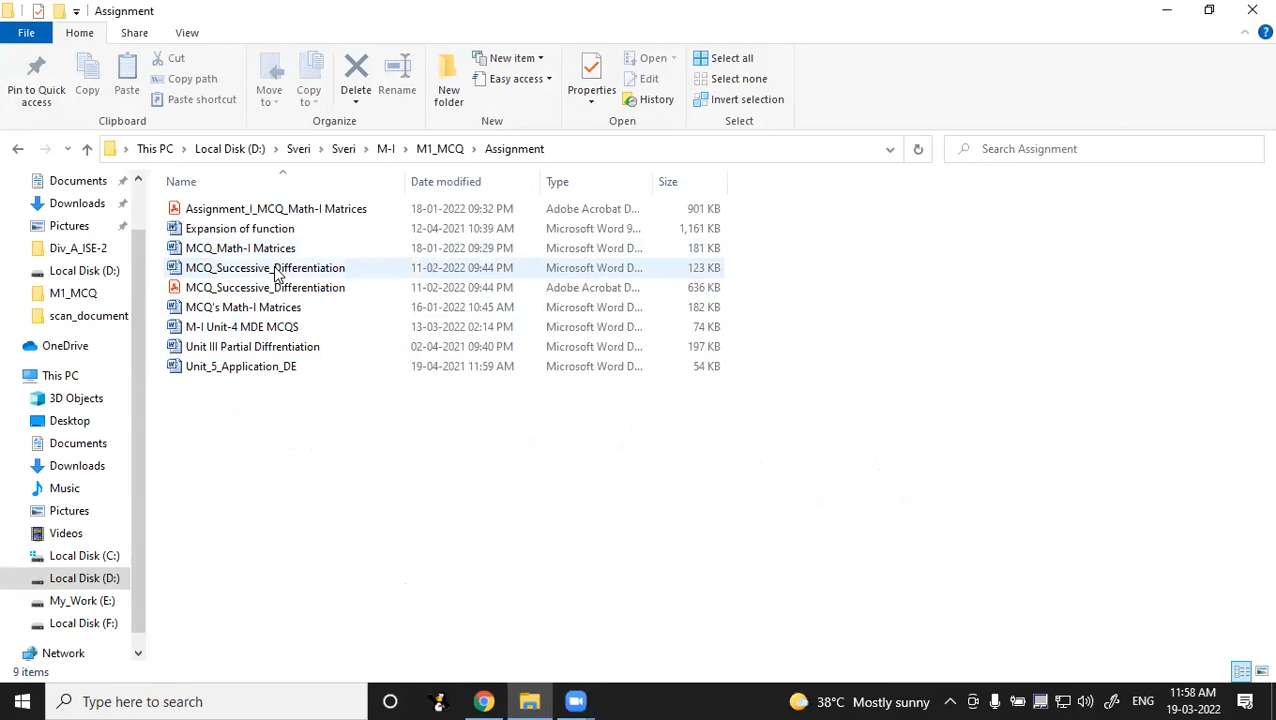 Assignment
File Home Share View
Pin to Quick access
Copy
Paste
Cut
Copy path
Paste shortcut
Clipboard
Move to
Copy to
Delete
Rename
Organize
New folder
New item
Easy access
New
Properties
Open
Edit
History
Open
Select all
Select none
Invert selection
Select
This PC > Local Disk (D:) > Sveri > Sveri > M-I > M1_MCQ > Assignment
Search Assignment
Name Date modified Type Size
Assignment_I_MCQ_Math-I Matrices 18-01-2022 09:32 PM Adobe Acrobat D... 901 KB
Expansion of function 12-04-2021 10:39 AM Microsoft Word 9... 1,161 KB
MCQ_Math-I Matrices 18-01-2022 09:29 PM Microsoft Word D... 181 KB
MCQ_Successive_Differentiation 11-02-2022 09:44 PM Microsoft Word D... 123 KB
MCQ_Successive_Differentiation 11-02-2022 09:44 PM Adobe Acrobat D... 636 KB
MCQ's Math-I Matrices 16-01-2022 10:45 AM Microsoft Word D... 182 KB
M-I Unit-4 MDE MCQS 13-03-2022 02:14 PM Microsoft Word D... 74 KB
Unit III Partial Diffrentiation 02-04-2021 09:40 PM Microsoft Word D... 197 KB
Unit_5_Application_DE 19-04-2021 11:59 AM Microsoft Word D... 54 KB
Documents
Downloads
Pictures
Div_A_ISE-2
Local Disk (D:)
M1_MCQ
scan_document
OneDrive
This PC
3D Objects
Desktop
Documents
Downloads
Music
Pictures
Videos
Local Disk (C:)
Local Disk (D:)
My_Work (E:)
Local Disk (F:)
Network
9 items
Type here to search
38°C Mostly sunny
ENG
11:58 AM
19-03-2022